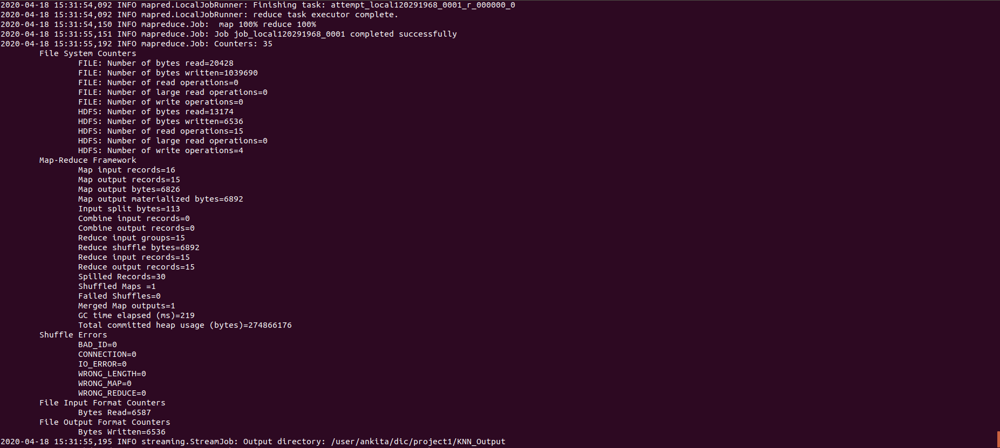 2020-04-18 15:31:54,092 INFO mapred.LocalJobRunner: Finishing task: attempt_local120291968_0001_r_000000_0
2020-04-18 15:31:54,092 INFO mapred.LocalJobRunner: reduce task executor complete.
2020-04-18 15:31:54,150 INFO mapreduce.Job:  map 100% reduce 100%
2020-04-18 15:31:55,151 INFO mapreduce.Job: Job job_local120291968_0001 completed successfully
2020-04-18 15:31:55,192 INFO mapreduce.Job: Counters: 35
File System Counters
FILE: Number of bytes read=20428
FILE: Number of bytes written=1039690
FILE: Number of read operations=0
FILE: Number of large read operations=0
FILE: Number of write operations=0
HDFS: Number of bytes read=13174
HDFS: Number of bytes written=6536
HDFS: Number of read operations=15
HDFS: Number of large read operations=0
HDFS: Number of write operations=4
Map-Reduce Framework
Map input records=16
Map output records=15
Map output bytes=6826
Map output materialized bytes=6892
Input split bytes=113
Combine input records=0
Combine output records=0
Reduce input groups=15
Reduce shuffle bytes=6892
Reduce input records=15
Reduce output records=15
Spilled Records=30
Shuffled Maps =1
Failed Shuffles=0
Merged Map outputs=1
GC time elapsed (ms)=219
Total committed heap usage (bytes)=274866176
Shuffle Errors
BAD_ID=0
CONNECTION=0
IO_ERROR=0
WRONG_LENGTH=0
WRONG_MAP=0
WRONG_REDUCE=0
File Input Format Counters
Bytes Read=6587
File Output Format Counters
Bytes Written=6536
2020-04-18 15:31:55,195 INFO streaming.StreamJob: Output directory: /user/ankita/dic/project1/KNN_Output